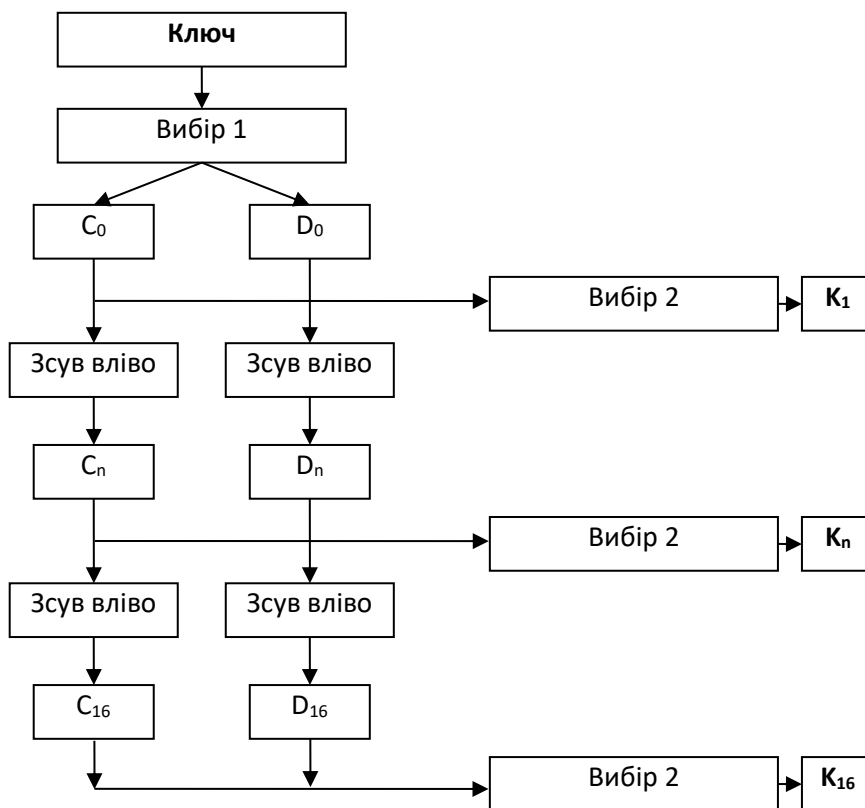 Ключ
Вибір 1
C₀ D₀
Вибір 2 K₁
Зсув вліво Зсув вліво
Cₙ Dₙ
Вибір 2 Kₙ
Зсув вліво Зсув вліво
C₁₆ D₁₆
Вибір 2 K₁₆